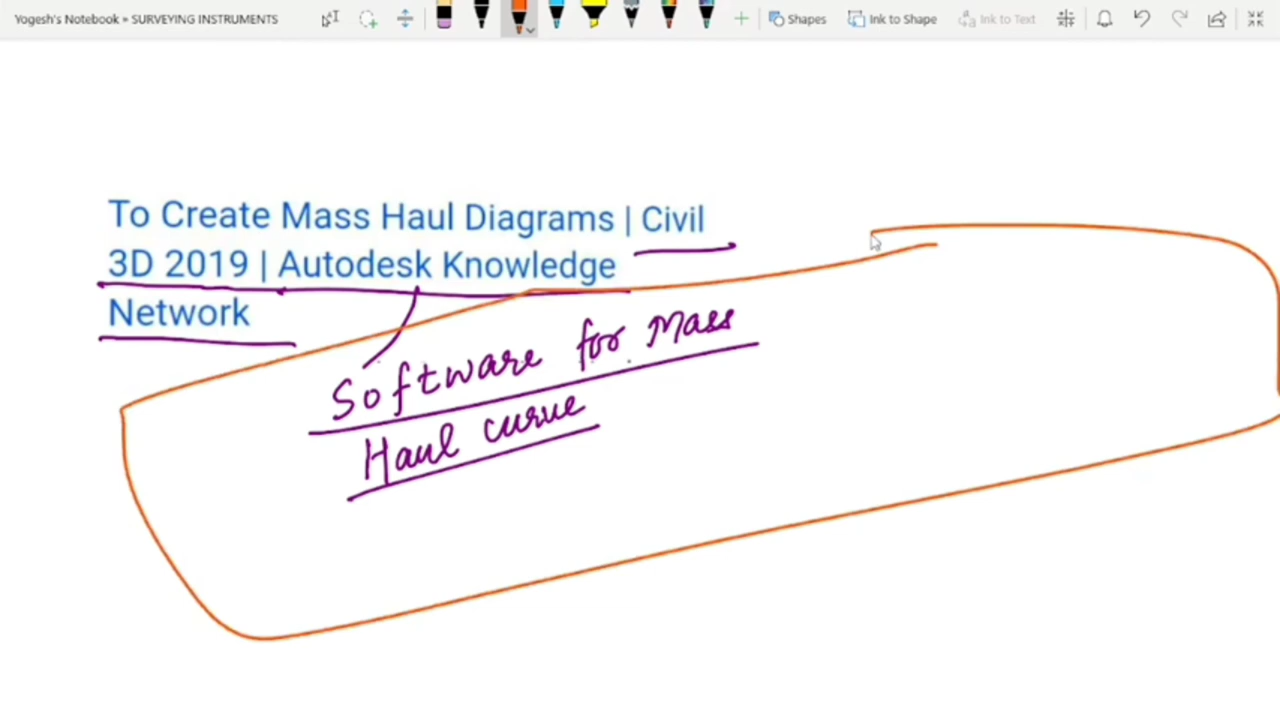 Yogesh's Notebook » SURVEYING INSTRUMENTS
Shapes
Ink to Shape
Ink to Text
To Create Mass Haul Diagrams | Civil
3D 2019 | Autodesk Knowledge
Network
Software for Mass
Haul curve